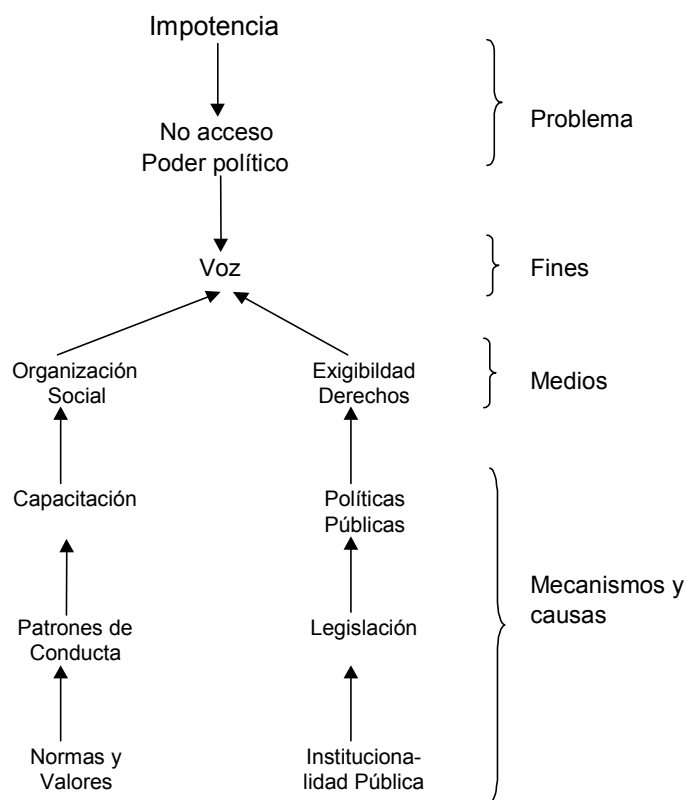 Impotencia
No acceso
Poder político
Problema
Voz
Fines
Organización
Social
Exigibildad
Derechos
Medios
Capacitación
Políticas
Públicas
Mecanismos y
causas
Patrones de
Conducta
Legislación
Normas y
Valores
Instituciona-
lidad Pública